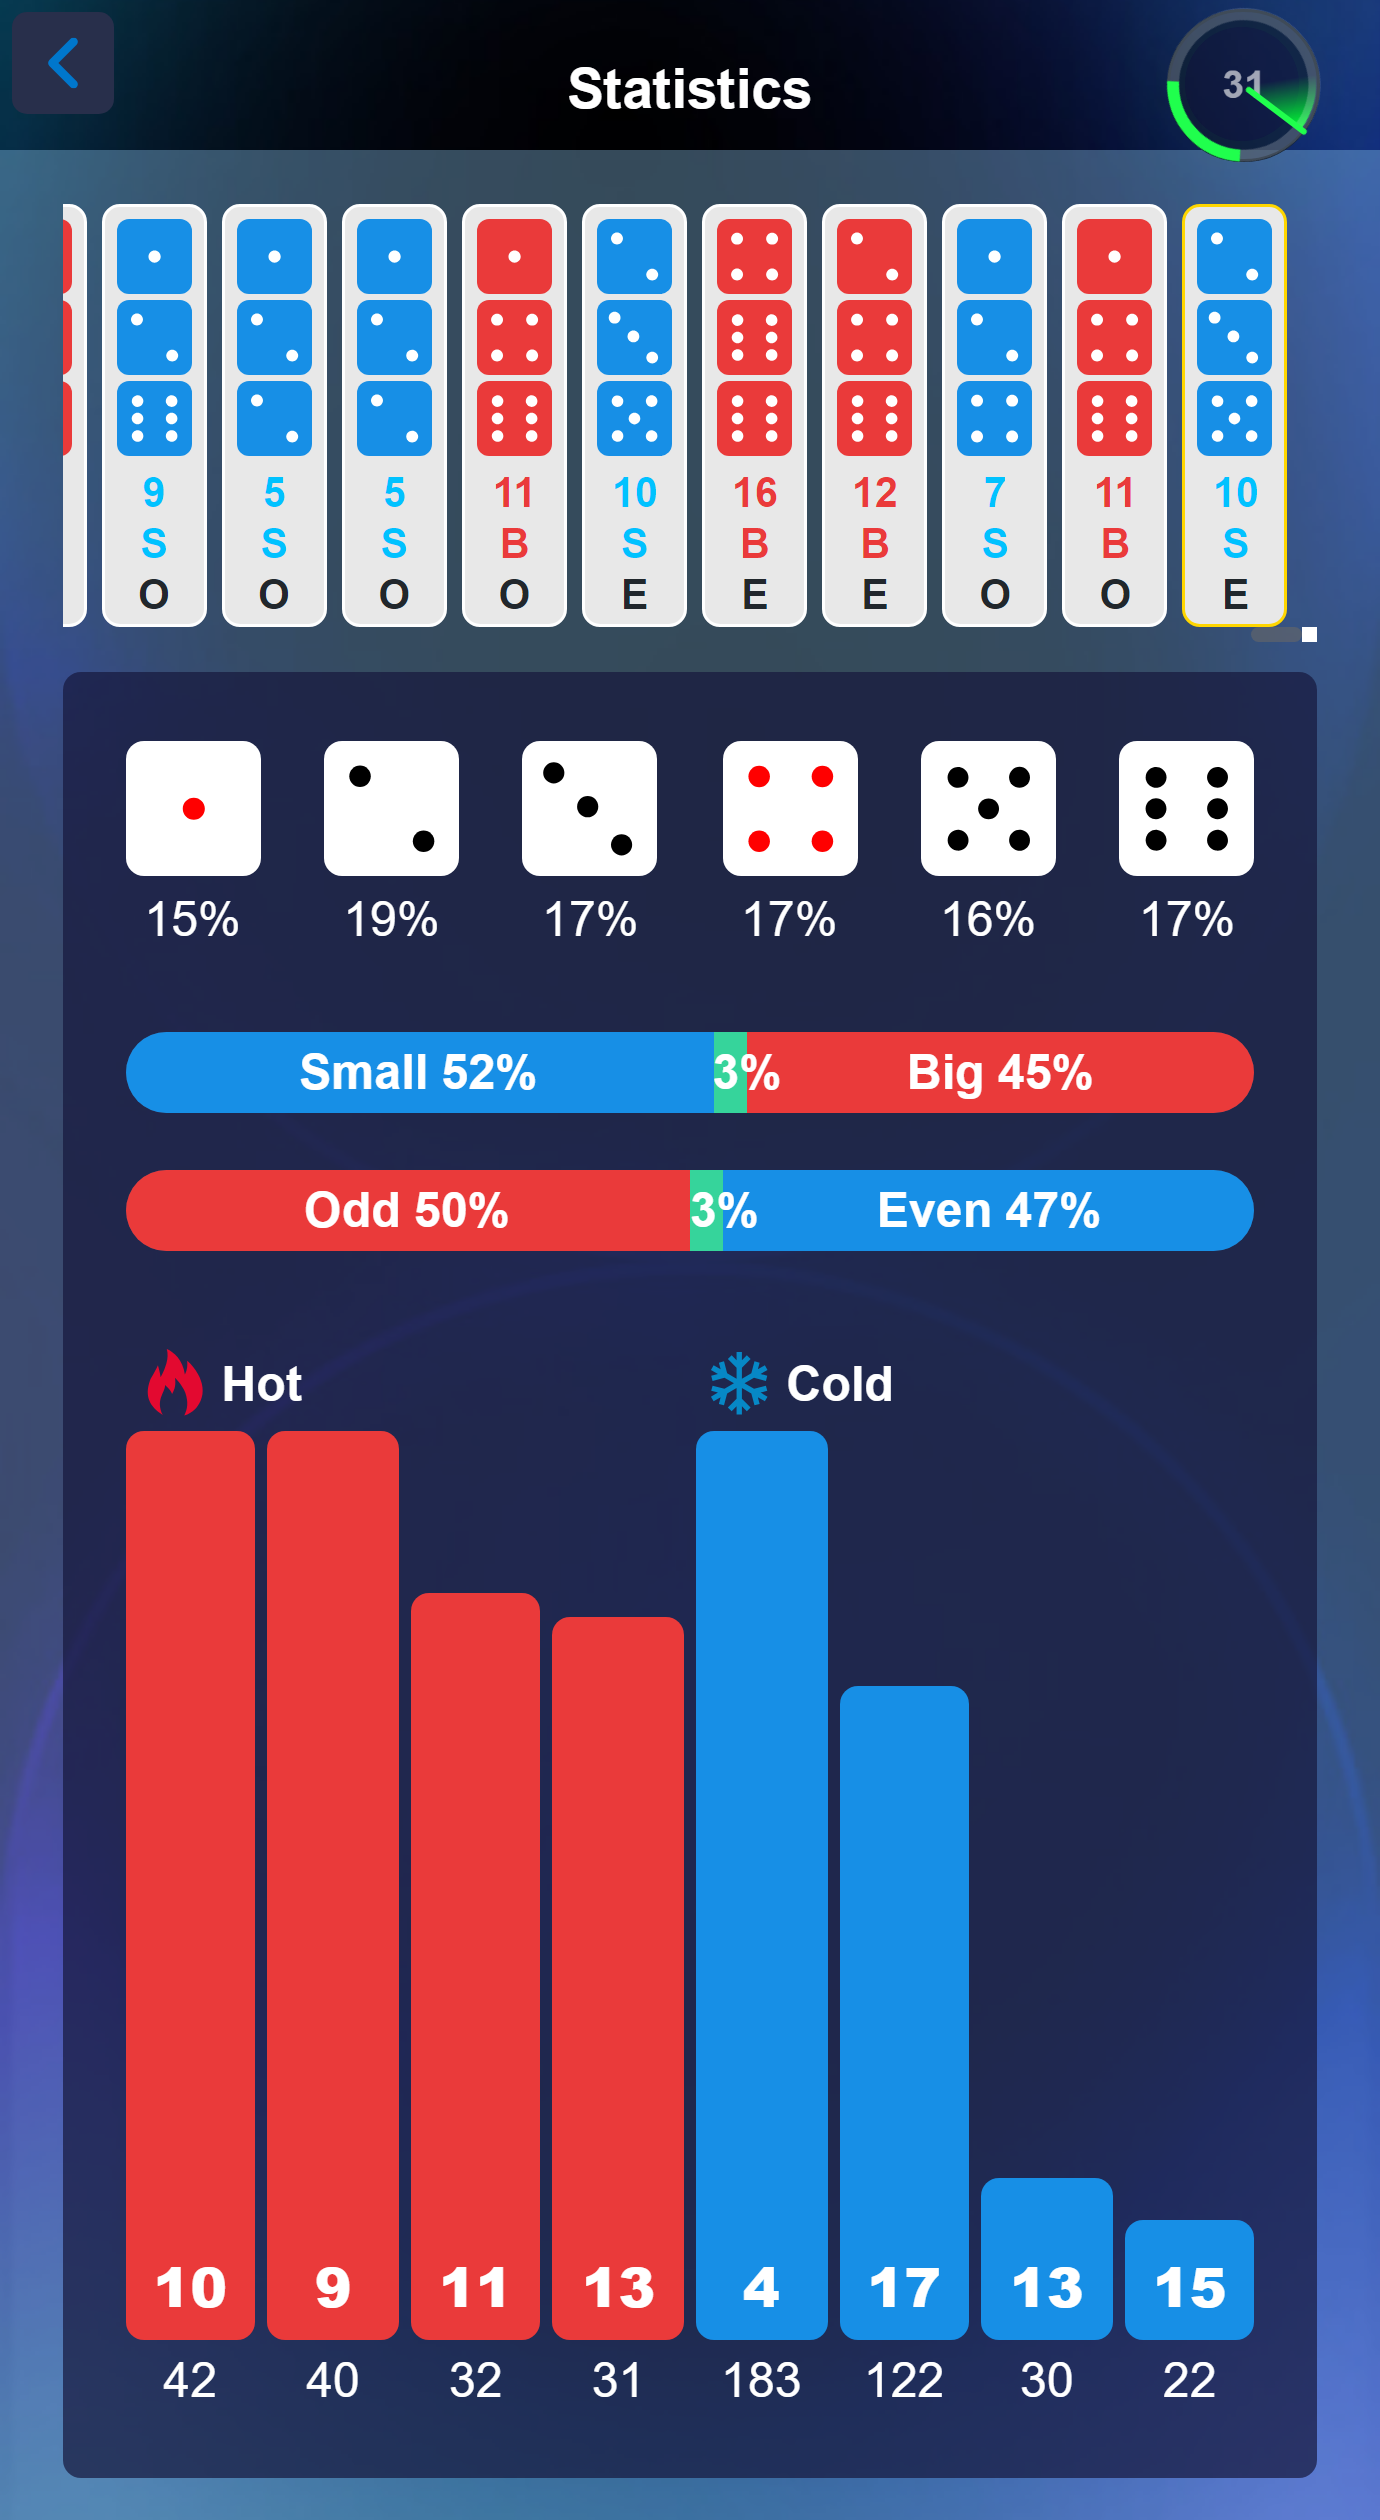 Statistics
31
9 5 5 11 10 16 12 7 11 10
S S S B S B B S B S
O O O O E E E O O E
15% 19% 17% 17% 16% 17%
Small 52% 3% Big 45%
Odd 50% 3% Even 47%
Hot Cold
10 9 11 13 4 17 13 15
42 40 32 31 183 122 30 22